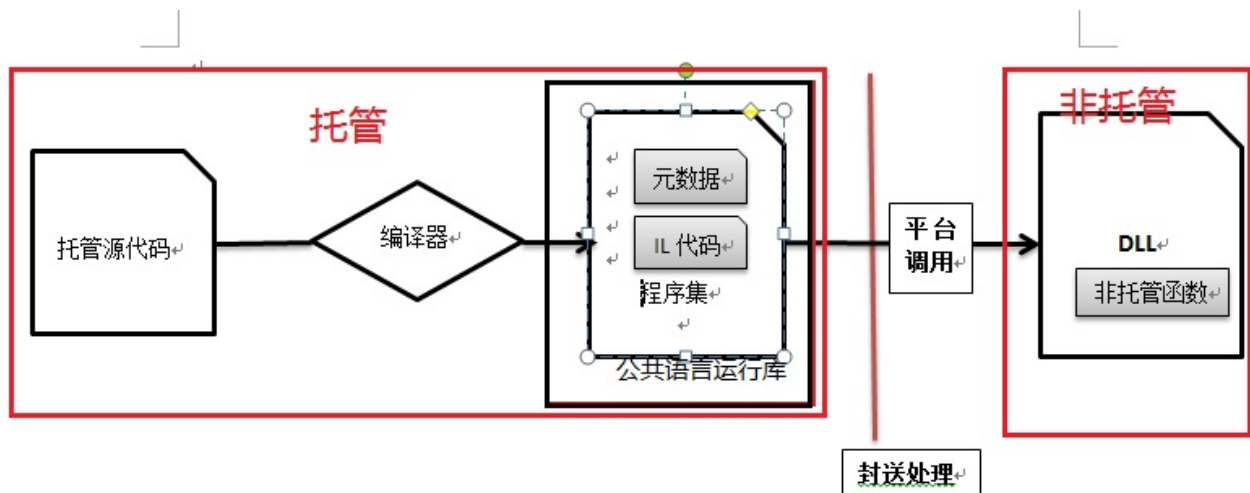 托管
非托管
托管源代码
编译器
元数据
IL 代码
程序集
公共语言运行库
平台
调用
DLL
非托管函数
封送处理